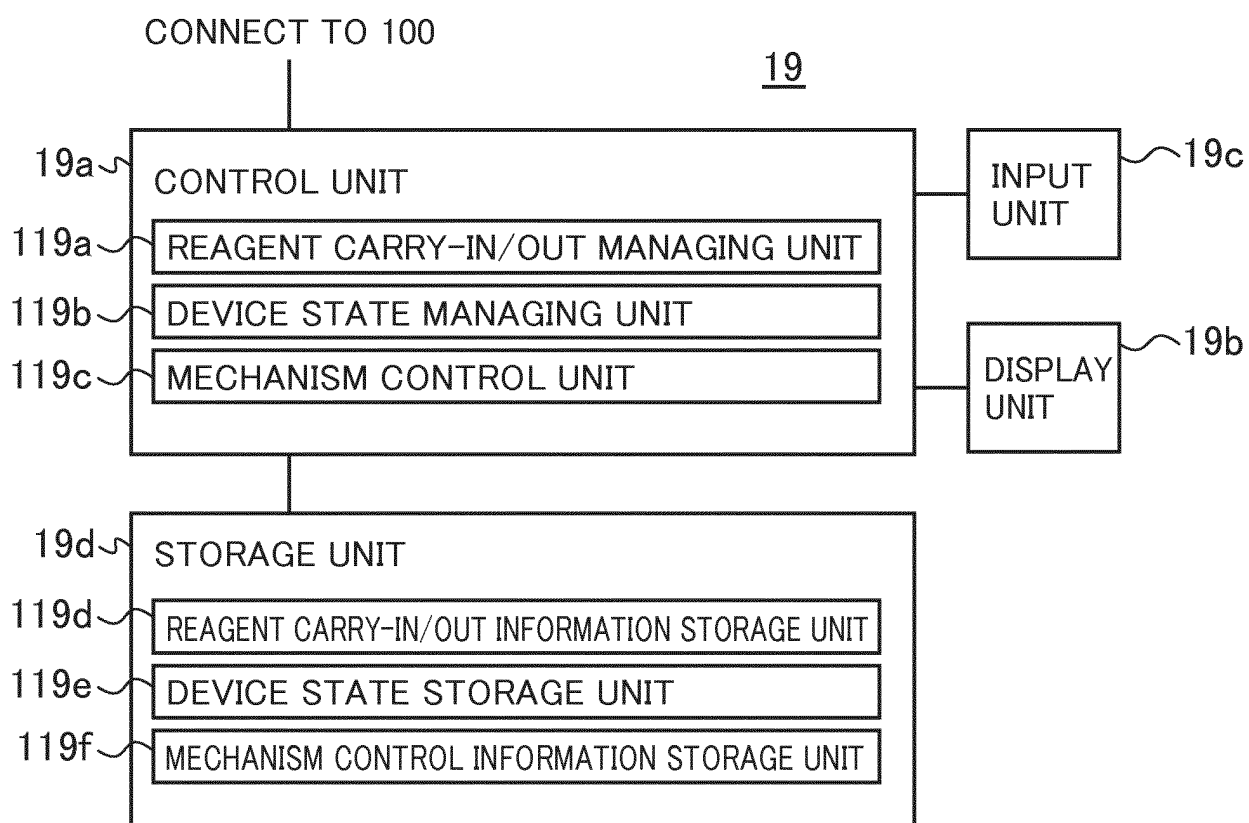 CONNECT TO 100
19
19a
CONTROL UNIT
119a
REAGENT CARRY-IN/OUT MANAGING UNIT
119b
DEVICE STATE MANAGING UNIT
119c
MECHANISM CONTROL UNIT
INPUT
UNIT
19c
DISPLAY
UNIT
19b
19d
STORAGE UNIT
119d
REAGENT CARRY-IN/OUT INFORMATION STORAGE UNIT
119e
DEVICE STATE STORAGE UNIT
119f
MECHANISM CONTROL INFORMATION STORAGE UNIT